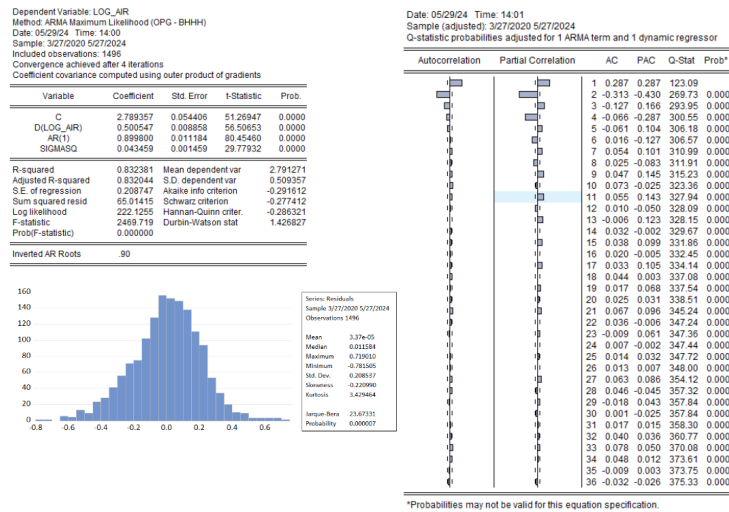 Dependent Variable: LOG_AIR
Method: ARMA Maximum Likelihood (OPG - BHHH)
Date: 05/29/24 Time: 14:00
Sample: 3/27/2020 5/27/2024
Included observations: 1496
Convergence achieved after 4 iterations
Coefficient covariance computed using outer product of gradients
Variable Coefficient Std. Error t-Statistic Prob.
C 2.789357 0.054406 51.26947 0.0000
D(LOG_AIR) 0.500547 0.008858 56.50653 0.0000
AR(1) 0.899800 0.011184 80.45460 0.0000
SIGMASQ 0.043459 0.001459 29.77932 0.0000
R-squared 0.832381 Mean dependent var 2.791271
Adjusted R-squared 0.832044 S.D. dependent var 0.509357
S.E. of regression 0.208747 Akaike info criterion -0.291612
Sum squared resid 65.01415 Schwarz criterion -0.277412
Log likelihood 222.1255 Hannan-Quinn criter. -0.286321
F-statistic 2469.719 Durbin-Watson stat 1.426827
Prob(F-statistic) 0.000000
Inverted AR Roots .90
160
140
120
100
80
60
40
20
0
-0.8 -0.6 -0.4 -0.2 0.0 0.2 0.4 0.6
Series: Residuals
Sample 3/27/2020 5/27/2024
Observations 1496
Mean 3.37e-05
Median 0.011584
Maximum 0.719010
Minimum -0.781505
Std. Dev. 0.208537
Skewness -0.220990
Kurtosis 3.429464
Jarque-Bera 23.67331
Probability 0.000007
Date: 05/29/24 Time: 14:01
Sample (adjusted): 3/27/2020 5/27/2024
Q-statistic probabilities adjusted for 1 ARMA term and 1 dynamic regressor
Autocorrelation Partial Correlation AC PAC Q-Stat Prob*
1 0.287 0.287 123.09
2 -0.313 -0.430 269.73 0.000
3 -0.127 0.166 293.95 0.000
4 -0.066 -0.287 300.55 0.000
5 -0.061 0.104 306.18 0.000
6 0.016 -0.127 306.57 0.000
7 0.054 0.101 310.99 0.000
8 0.025 -0.083 311.91 0.000
9 0.047 0.145 315.23 0.000
10 0.073 -0.025 323.36 0.000
11 0.055 0.143 327.94 0.000
12 0.010 -0.050 328.09 0.000
13 -0.006 0.123 328.15 0.000
14 0.032 -0.002 329.67 0.000
15 0.038 0.099 331.86 0.000
16 0.020 -0.005 332.45 0.000
17 0.033 0.105 334.14 0.000
18 0.044 0.003 337.08 0.000
19 0.017 0.068 337.54 0.000
20 0.025 0.031 338.51 0.000
21 0.067 0.096 345.24 0.000
22 0.036 -0.006 347.24 0.000
23 -0.009 0.061 347.36 0.000
24 0.007 -0.002 347.44 0.000
25 0.014 0.032 347.72 0.000
26 0.013 0.007 348.00 0.000
27 0.063 0.086 354.12 0.000
28 0.046 -0.045 357.32 0.000
29 -0.018 0.043 357.84 0.000
30 0.001 -0.025 357.84 0.000
31 0.017 0.015 358.30 0.000
32 0.040 0.036 360.77 0.000
33 0.078 0.050 370.08 0.000
34 0.048 0.012 373.61 0.000
35 -0.009 0.003 373.75 0.000
36 -0.032 -0.026 375.33 0.000
*Probabilities may not be valid for this equation specification.